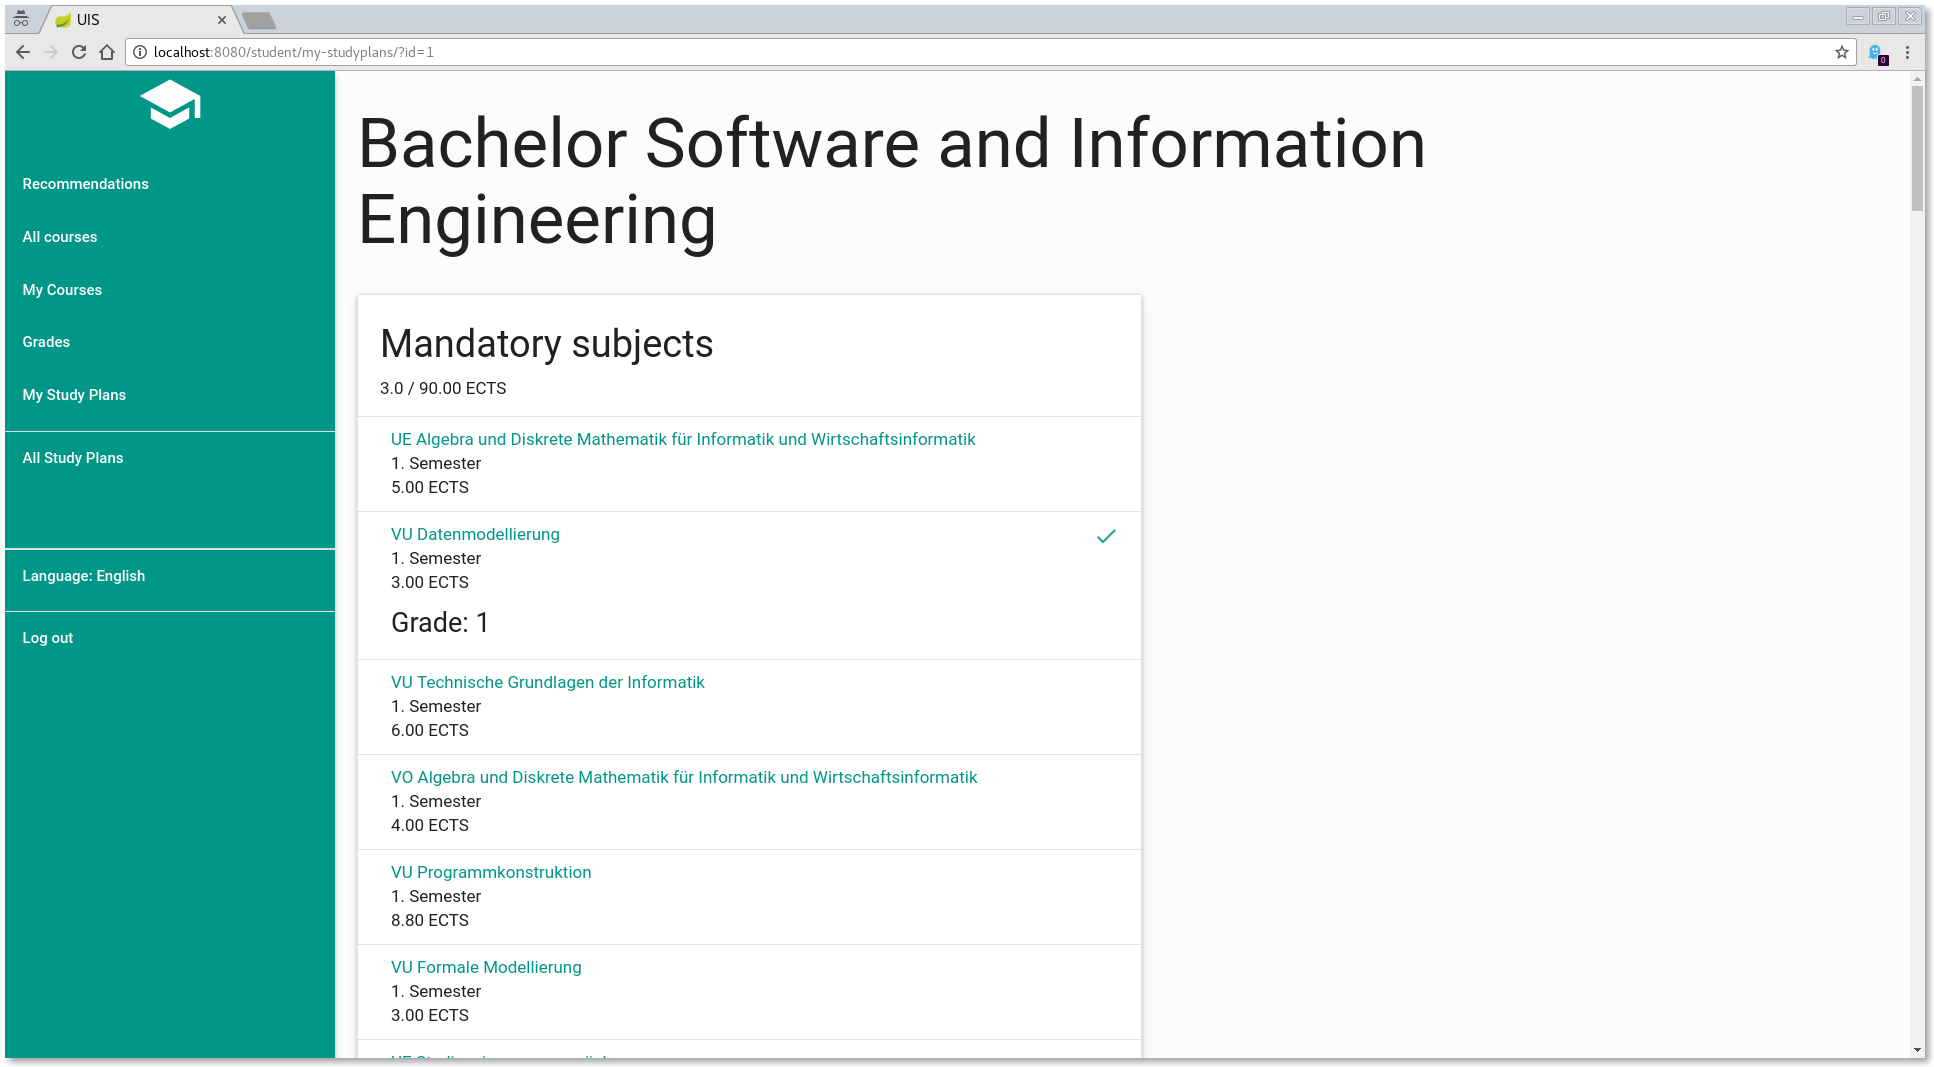 UIS
localhost:8080/student/my-studyplans/?id=1
0
Recommendations
All courses
My Courses
Grades
My Study Plans
All Study Plans
Language: English
Log out
Bachelor Software and Information
Engineering
Mandatory subjects
3.0 / 90.00 ECTS
UE Algebra und Diskrete Mathematik für Informatik und Wirtschaftsinformatik
1. Semester
5.00 ECTS
VU Datenmodellierung
1. Semester
3.00 ECTS
Grade: 1
VU Technische Grundlagen der Informatik
1. Semester
6.00 ECTS
VO Algebra und Diskrete Mathematik für Informatik und Wirtschaftsinformatik
1. Semester
4.00 ECTS
VU Programmkonstruktion
1. Semester
8.80 ECTS
VU Formale Modellierung
1. Semester
3.00 ECTS